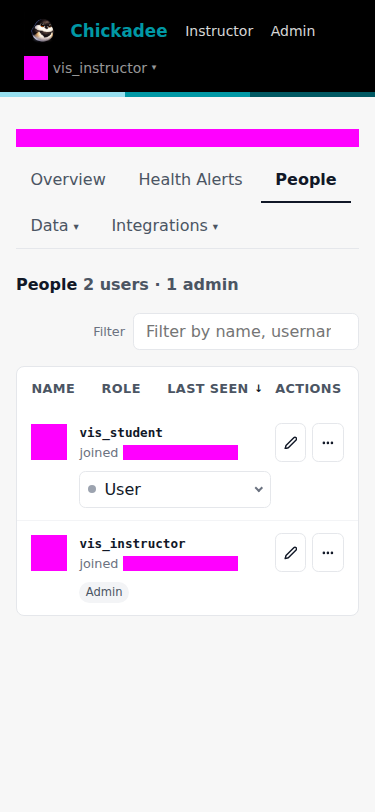 Chickadee Instructor Admin
vis_instructor ▾
Overview Health Alerts People
Data ▾ Integrations ▾
People 2 users · 1 admin
Filter Filter by name, usernar
NAME ROLE LAST SEEN ↓ ACTIONS
vis_student
joined
User
vis_instructor
joined
Admin